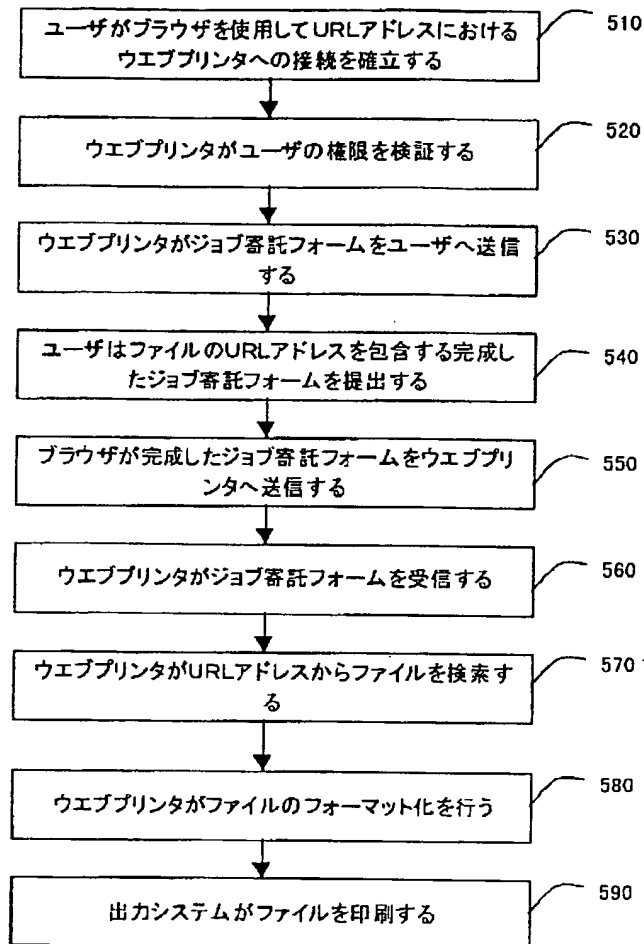 ユーザがブラウザを使用してURLアドレスにおける
ウエブプリンタへの接続を確立する
510
ウエブプリンタがユーザの権限を検証する
520
ウエブプリンタがジョブ寄託フォームをユーザへ送信
する
530
ユーザはファイルのURLアドレスを包含する完成し
たジョブ寄託フォームを提出する
540
ブラウザが完成したジョブ寄託フォームをウエブプリ
ンタへ送信する
550
ウエブプリンタがジョブ寄託フォームを受信する
560
ウエブプリンタがURLアドレスからファイルを検索す
る
570
ウエブプリンタがファイルのフォーマット化を行う
580
出力システムがファイルを印刷する
590